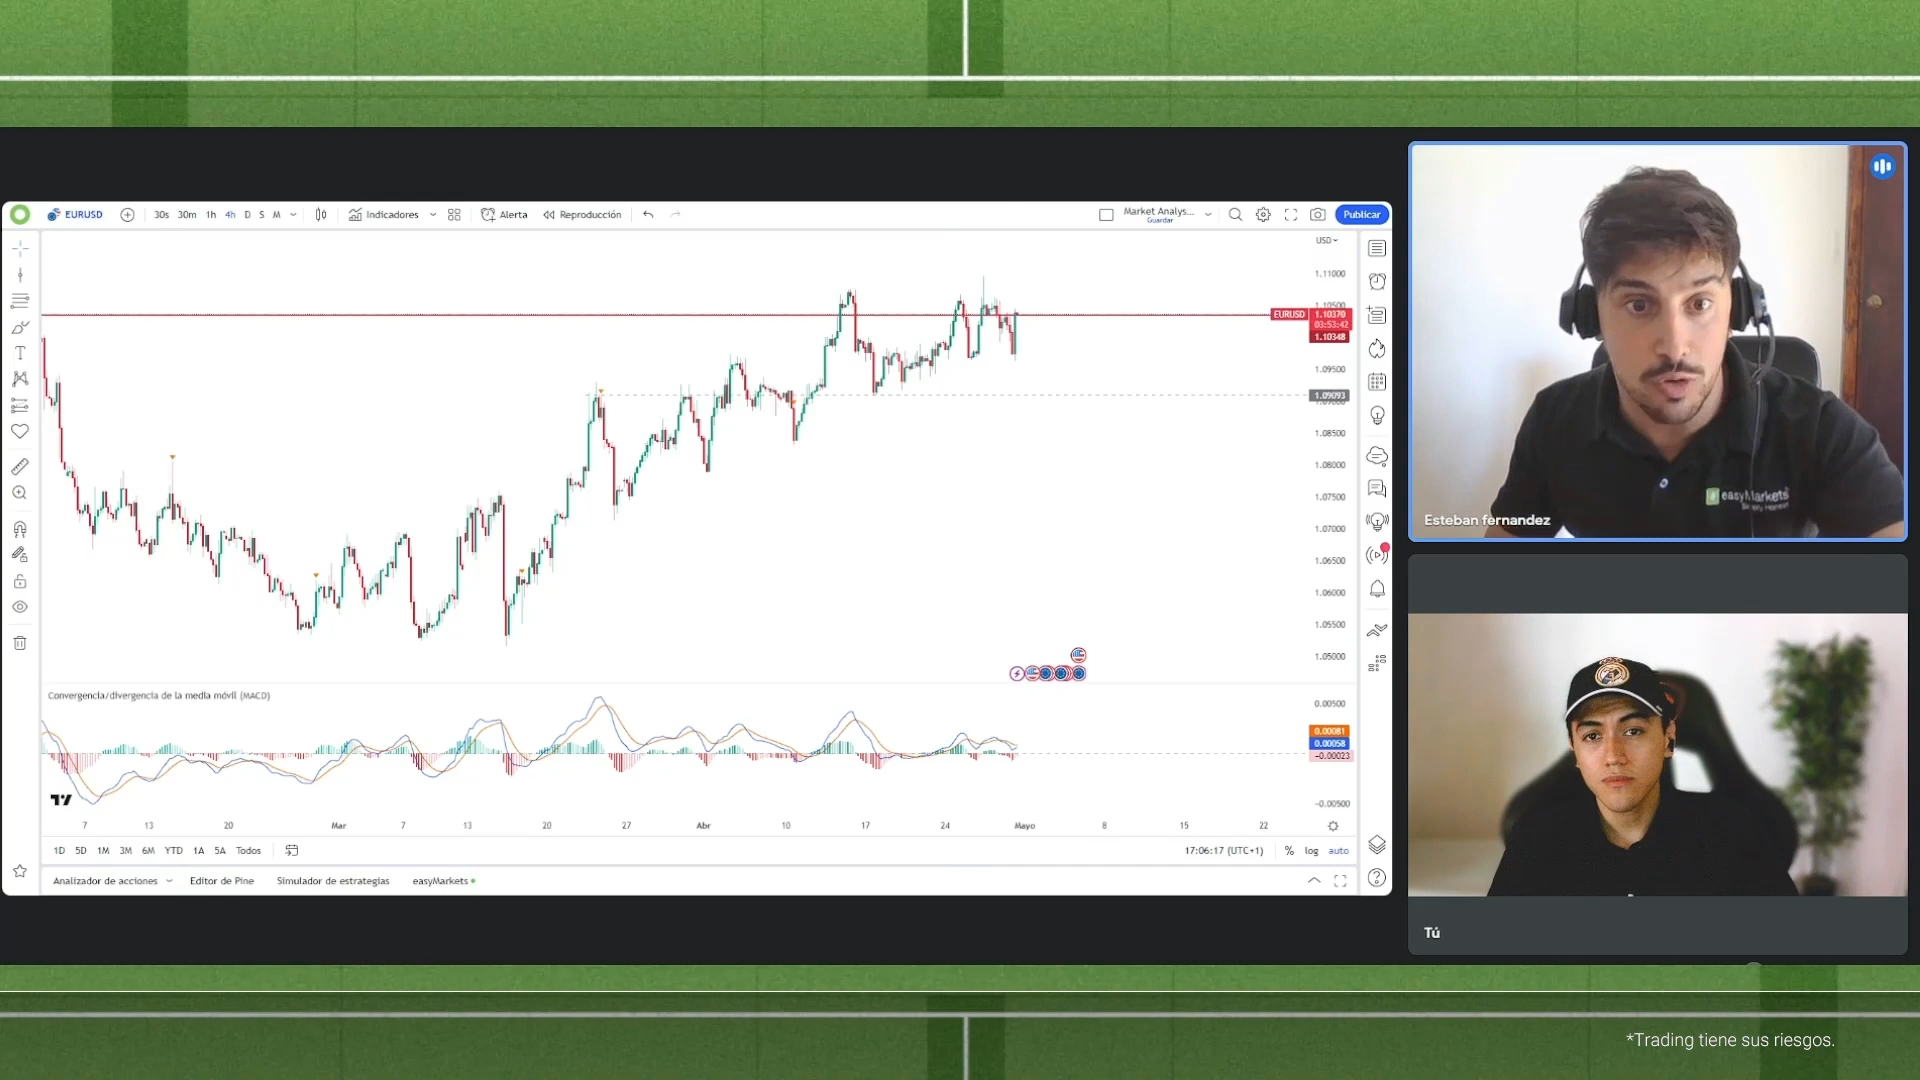 EURUSD 30s 30m 1h 4h D S M Indicadores Alerta Reproducción Market Analys... Publicar
Guardar
USD
1.11000
1.10500
EURUSD 1.10370
03:53:42
1.10348
1.09500
1.09093
1.08500
1.08000
1.07500
1.07000
1.06500
1.06000
1.05500
1.05000
Convergencia/divergencia de la media móvil (MACD)
0.00500
0.00081
0.00058
-0.00023
-0.00500
7 13 20 Mar 7 13 20 27 Abr 10 17 24 Mayo 8 15 22
1D 5D 1M 3M 6M YTD 1A 5A Todos 17:06:17 (UTC+1) % log auto
Analizador de acciones Editor de Pine Simulador de estrategias easyMarkets
easyMarkets
Esteban fernandez
Tú
*Trading tiene sus riesgos.